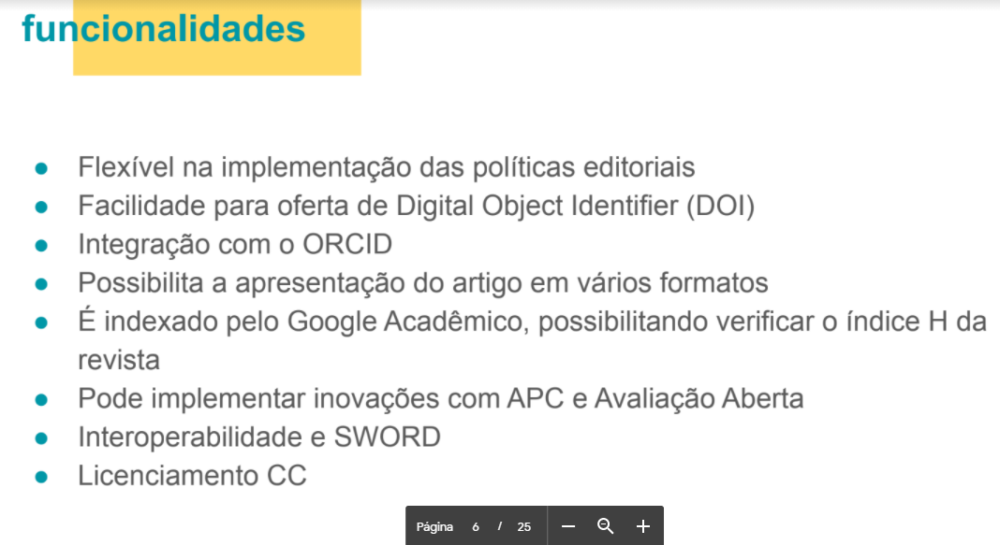 funcionalidades
● Flexível na implementação das políticas editoriais
● Facilidade para oferta de Digital Object Identifier (DOI)
● Integração com o ORCID
● Possibilita a apresentação do artigo em vários formatos
● É indexado pelo Google Acadêmico, possibilitando verificar o índice H da
revista
● Pode implementar inovações com APC e Avaliação Aberta
● Interoperabilidade e SWORD
● Licenciamento CC
Página 6 / 25